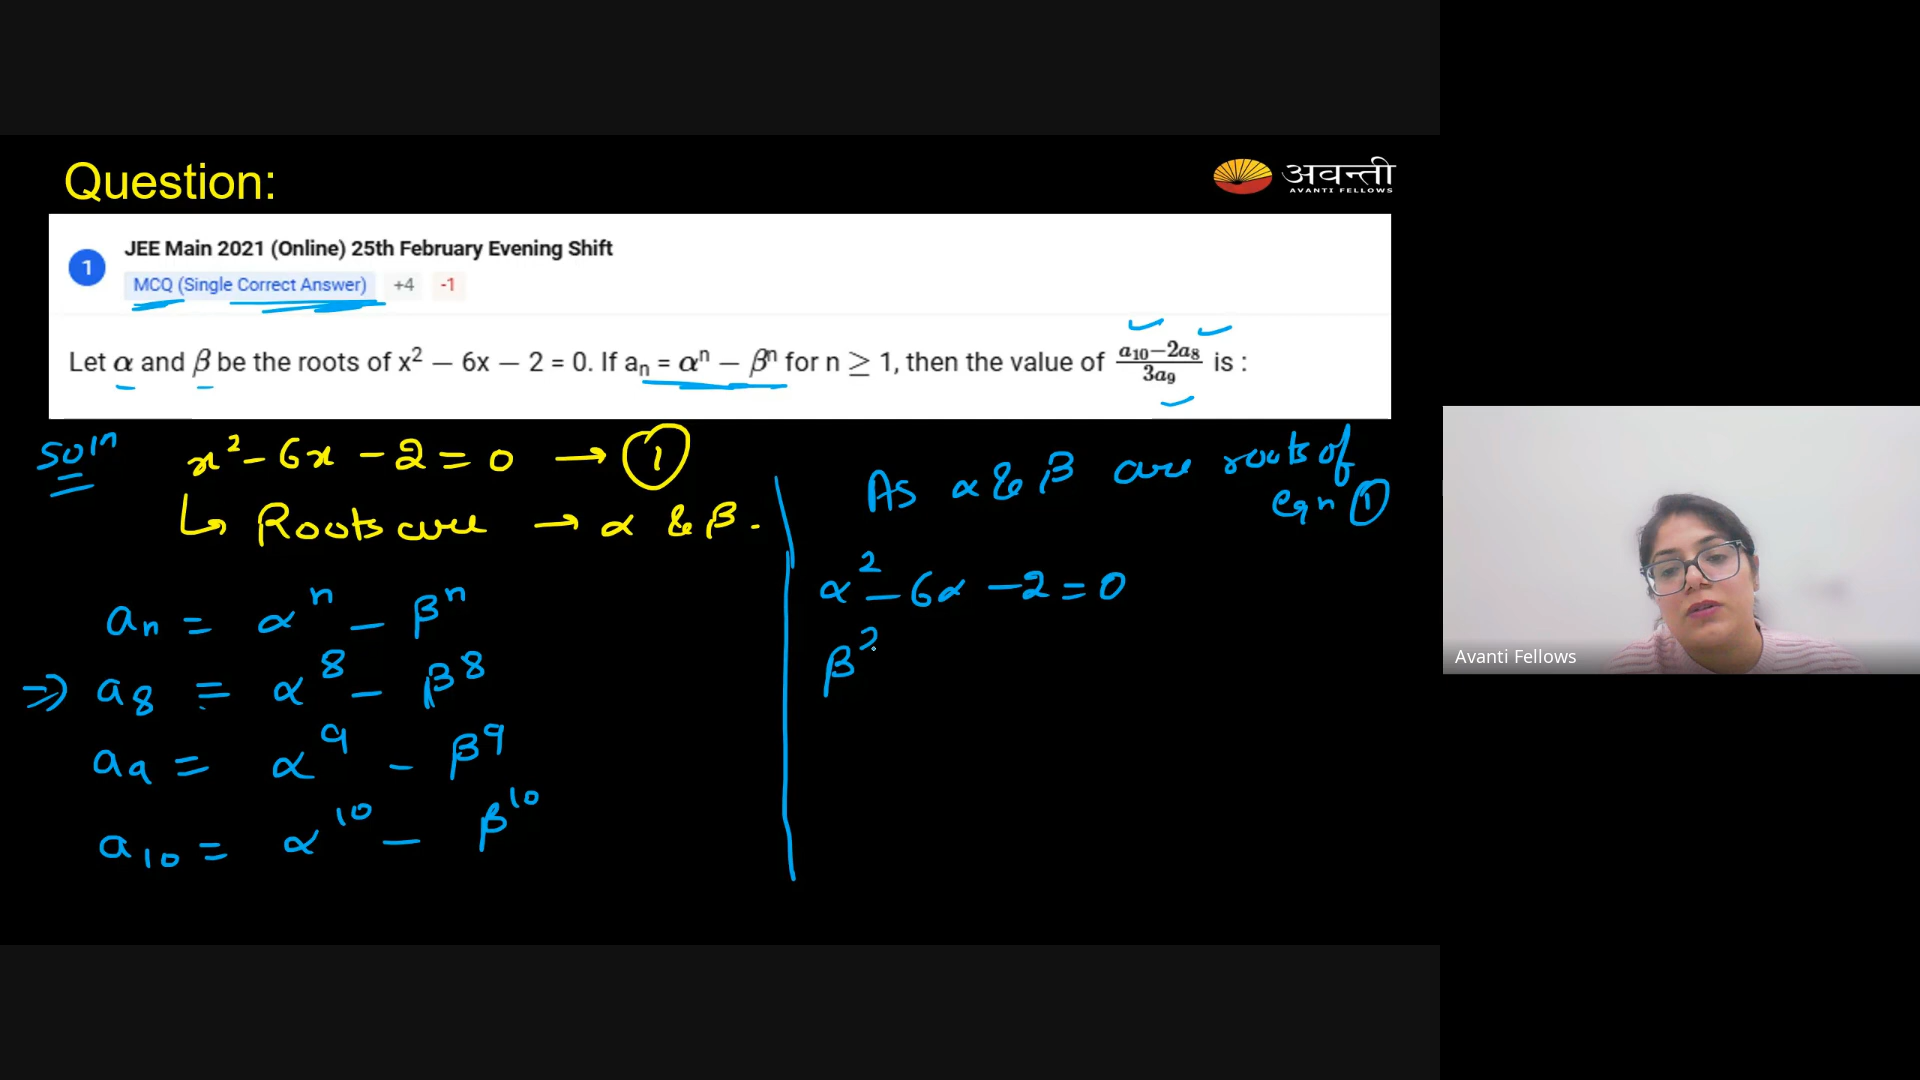 Question:
अवन्ती
AVANTI FELLOWS
1
JEE Main 2021 (Online) 25th February Evening Shift
MCQ (Single Correct Answer) +4 -1
Let α and β be the roots of x² − 6x − 2 = 0. If aₙ = αⁿ − βⁿ for n ≥ 1, then the value of (a₁₀−2a₈)/(3a₉) is :
Solⁿ
x² - 6x - 2 = 0 → ①
↳ Roots are → α & β.
aₙ = αⁿ - βⁿ
⇒ a₈ = α⁸ - β⁸
a₉ = α⁹ - β⁹
a₁₀ = α¹⁰ - β¹⁰
As α & β are roots of
eqn ①
α² - 6α - 2 = 0
β²
Avanti Fellows